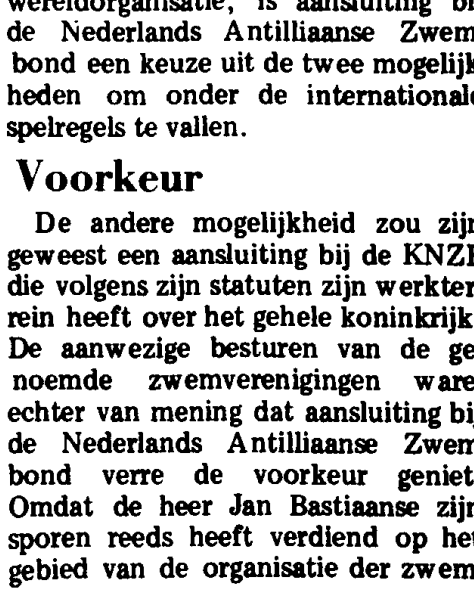 wereldorganisatie, is aansluiting bi
de Nederlands Antilliaanse Zwem
bond een keuze uit de twee mogelijk
heden om onder de internationale
spelregels te vallen.
Voorkeur
De andere mogelijkheid zou zijn
geweest een aansluiting bij de KNZB
die volgens zijn statuten zijn werkter
rein heeft over het gehele koninkrijk.
De aanwezige besturen van de ge
noemde zwemverenigingen ware
echter van mening dat aansluiting bij
de Nederlands Antilliaanse Zwem
bond verre de voorkeur geniet.
Omdat de heer Jan Bastiaanse zijn
sporen reeds heeft verdiend op het
gebied van de organisatie der zwem